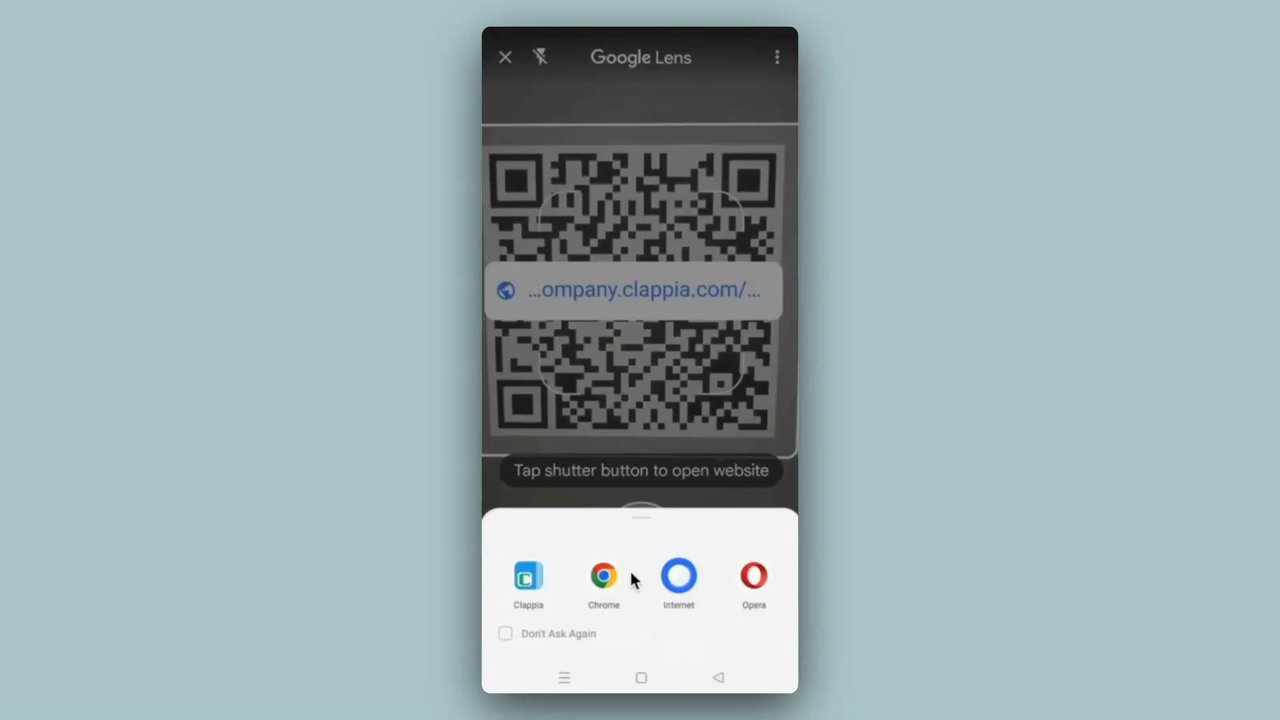 Google Lens
...ompany.clappia.com/...
Tap shutter button to open website
Clappia
Chrome
Internet
Opera
Don't Ask Again